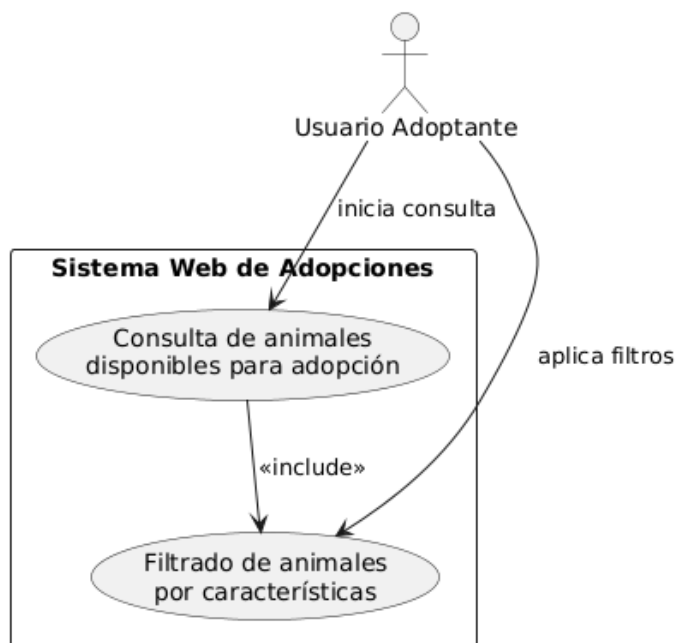 Usuario Adoptante
inicia consulta
Sistema Web de Adopciones
Consulta de animales
disponibles para adopción
aplica filtros
«include»
Filtrado de animales
por características